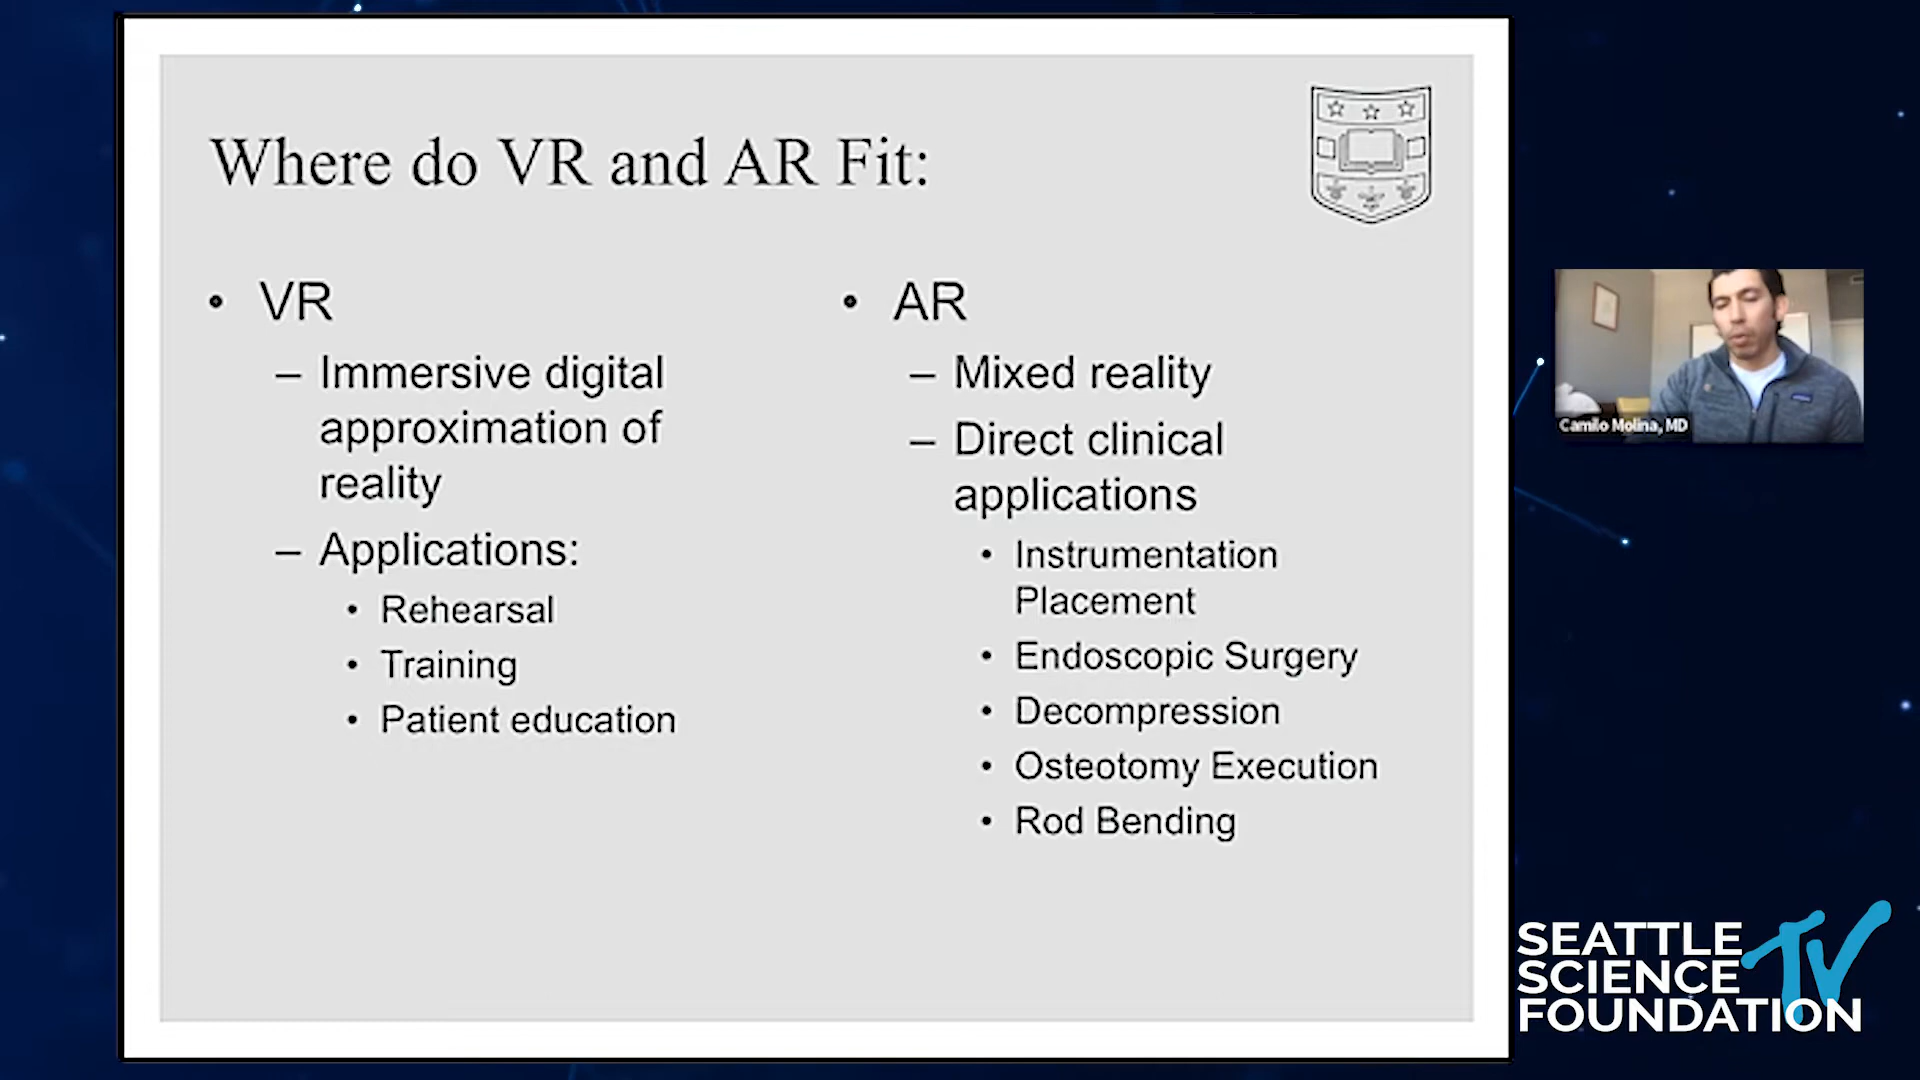 Where do VR and AR Fit:
• VR
– Immersive digital
approximation of
reality
– Applications:
• Rehearsal
• Training
• Patient education
• AR
– Mixed reality
– Direct clinical
applications
• Instrumentation
Placement
• Endoscopic Surgery
• Decompression
• Osteotomy Execution
• Rod Bending
Camilo Molina, MD
SEATTLE
SCIENCE
FOUNDATION
TV